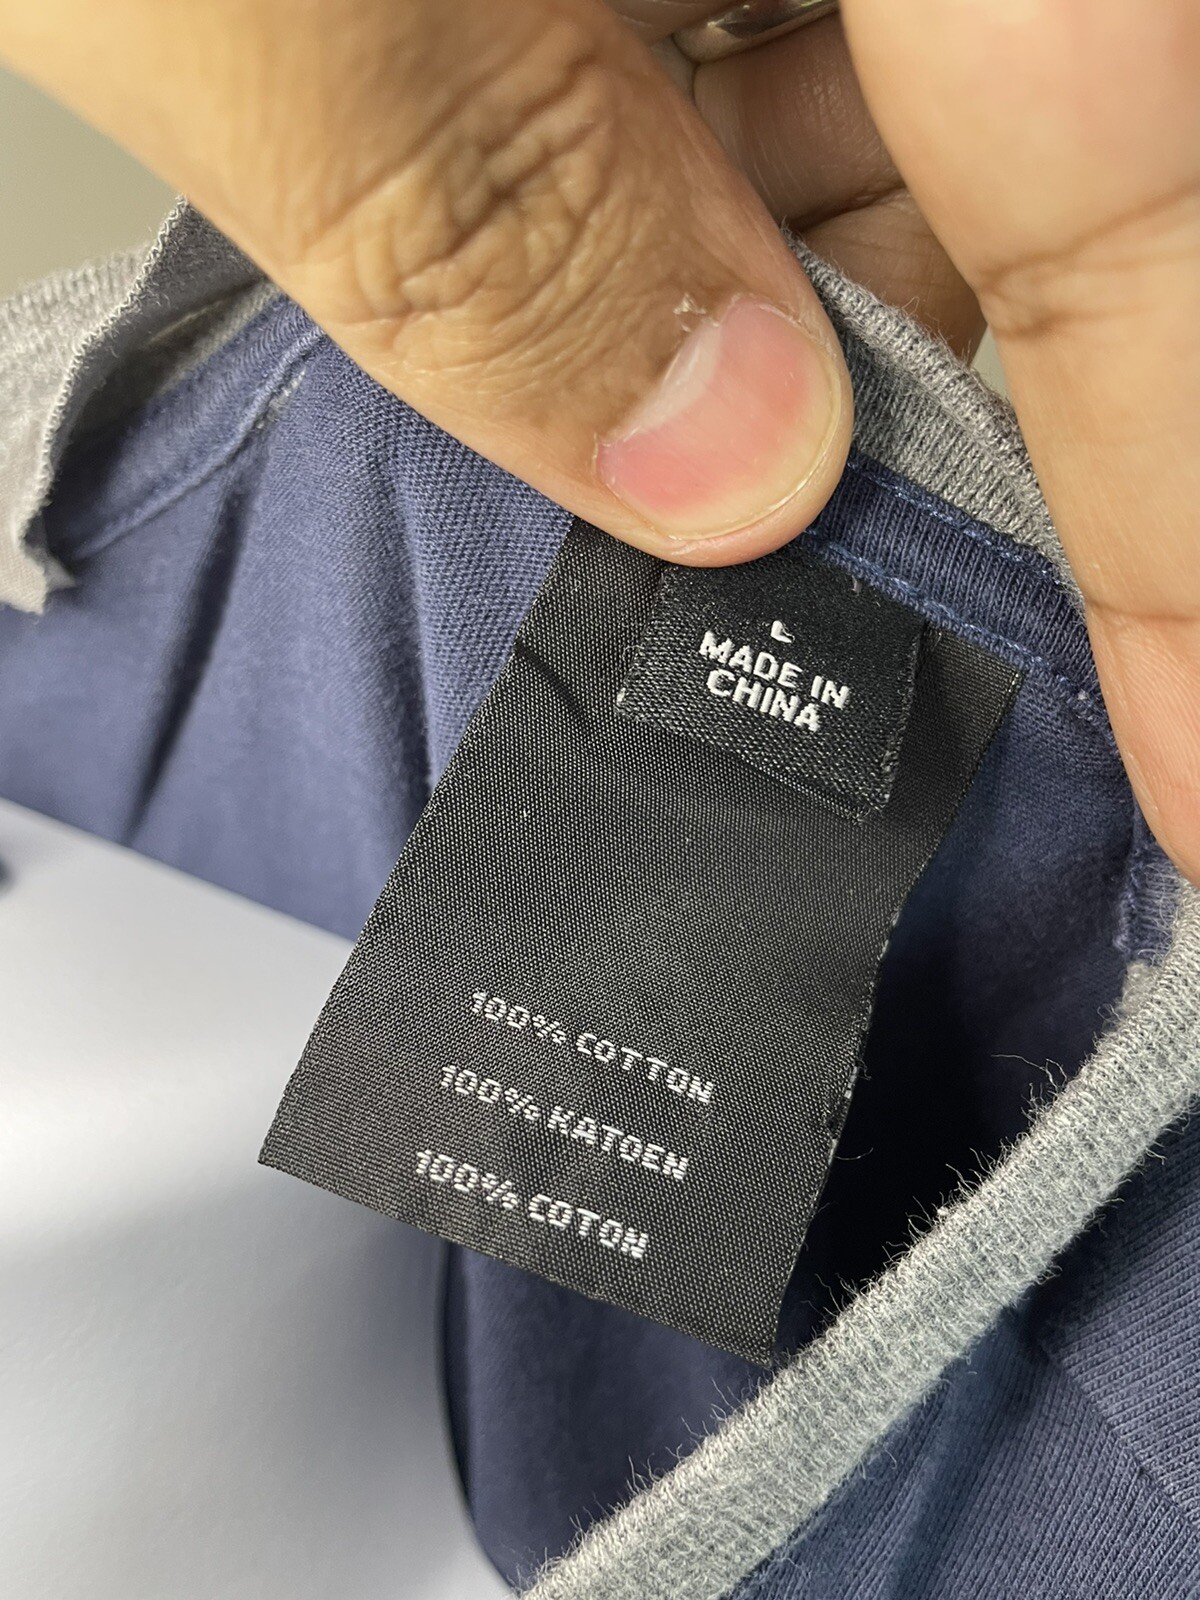 L
MADE IN
CHINA
100% COTTON
100% KATOEN
100% COTON